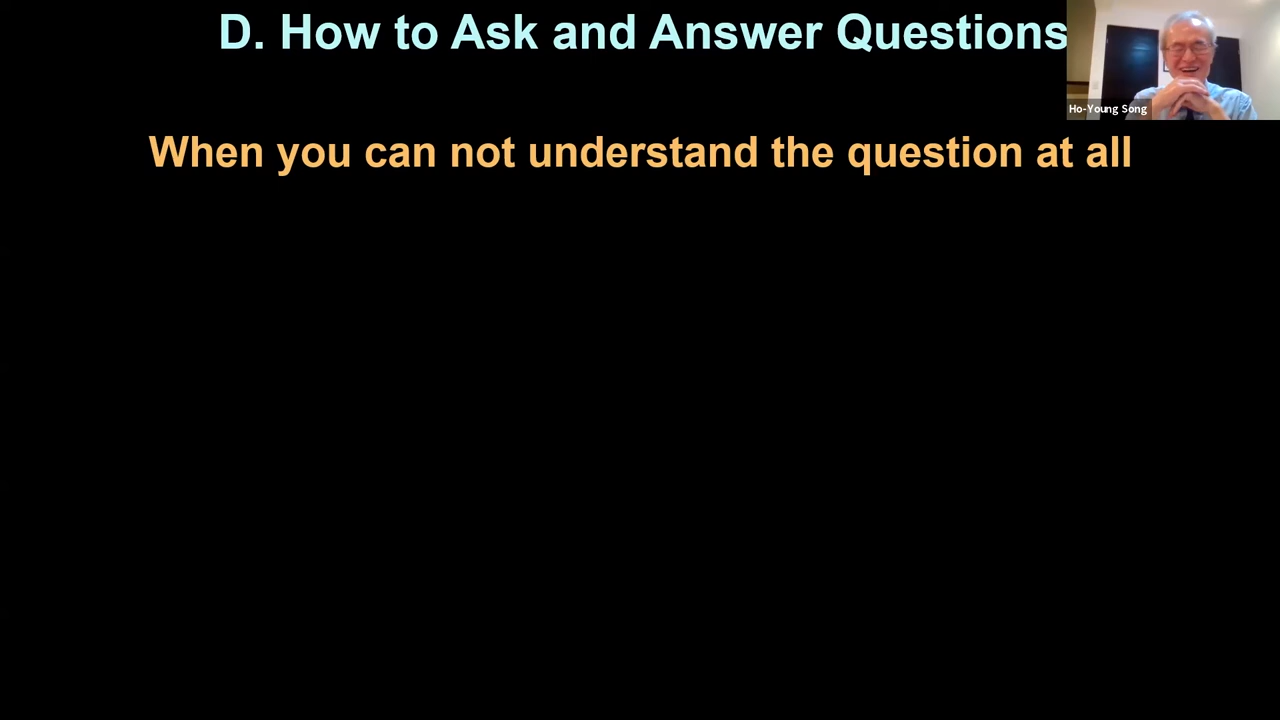 D. How to Ask and Answer Questions
Ho-Young Song
When you can not understand the question at all